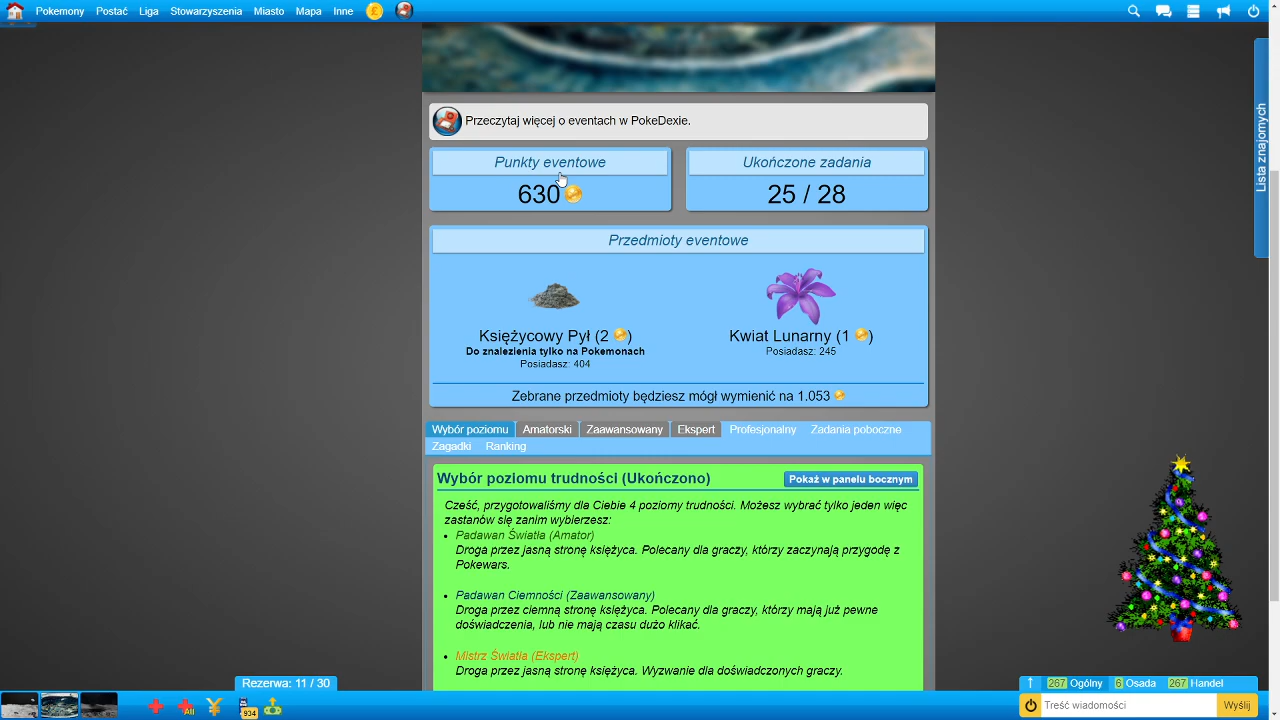 Pokemony Postać Liga Stowarzyszenia Miasto Mapa Inne
Lista znajomych
Przeczytaj więcej o eventach w PokeDexie.
Punkty eventowe
630
Ukończone zadania
25 / 28
Przedmioty eventowe
Księżycowy Pył (2 )
Do znalezienia tylko na Pokemonach
Posiadasz: 404
Kwiat Lunarny (1 )
Posiadasz: 245
Zebrane przedmioty będziesz mógł wymienić na 1.053
Wybór poziomu Amatorski Zaawansowany Ekspert Profesjonalny Zadania poboczne
Zagadki Ranking
Wybór poziomu trudności (Ukończono) Pokaż w panelu bocznym
Cześć, przygotowaliśmy dla Ciebie 4 poziomy trudności. Możesz wybrać tylko jeden więc
zastanów się zanim wybierzesz:
Padawan Światła (Amator)
Droga przez jasną stronę księżyca. Polecany dla graczy, którzy zaczynają przygodę z
Pokewars.
Padawan Ciemności (Zaawansowany)
Droga przez ciemną stronę księżyca. Polecany dla graczy, którzy mają już pewne
doświadczenia, lub nie mają czasu dużo klikać.
Mistrz Światła (Ekspert)
Droga przez jasną stronę księżyca. Wyzwanie dla doświadczonych graczy.
Rezerwa: 11 / 30
All
934
267 Ogólny 6 Osada 267 Handel
Treść wiadomości Wyślij